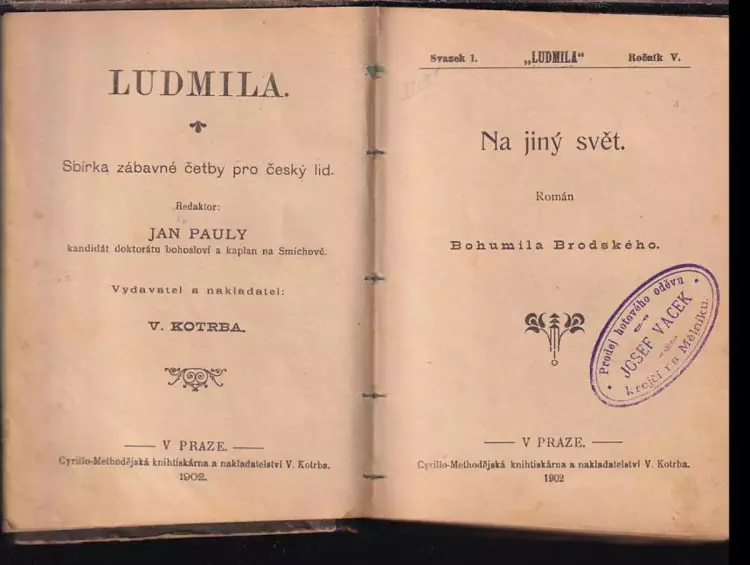 LUDMILA.
Sbírka zábavné četby pro český lid.
Redaktor:
JAN PAULY
kandidát doktorátu bohosloví a kaplan na Smíchově.
Vydavatel a nakladatel:
V. KOTRBA.
V PRAZE.
Cyrillo-Methodějská knihtiskárna a nakladatelství V. Kotrba.
1902.
Svazek 1. „LUDMILA“ Ročník V.
Na jiný svět.
Román
Bohumila Brodského.
Prodej hotového oděvu
JOSEF VACEK
krejčí na Mělníku.
V PRAZE.
Cyrillo-Methodějská knihtiskárna a nakladatelství V. Kotrba.
1902